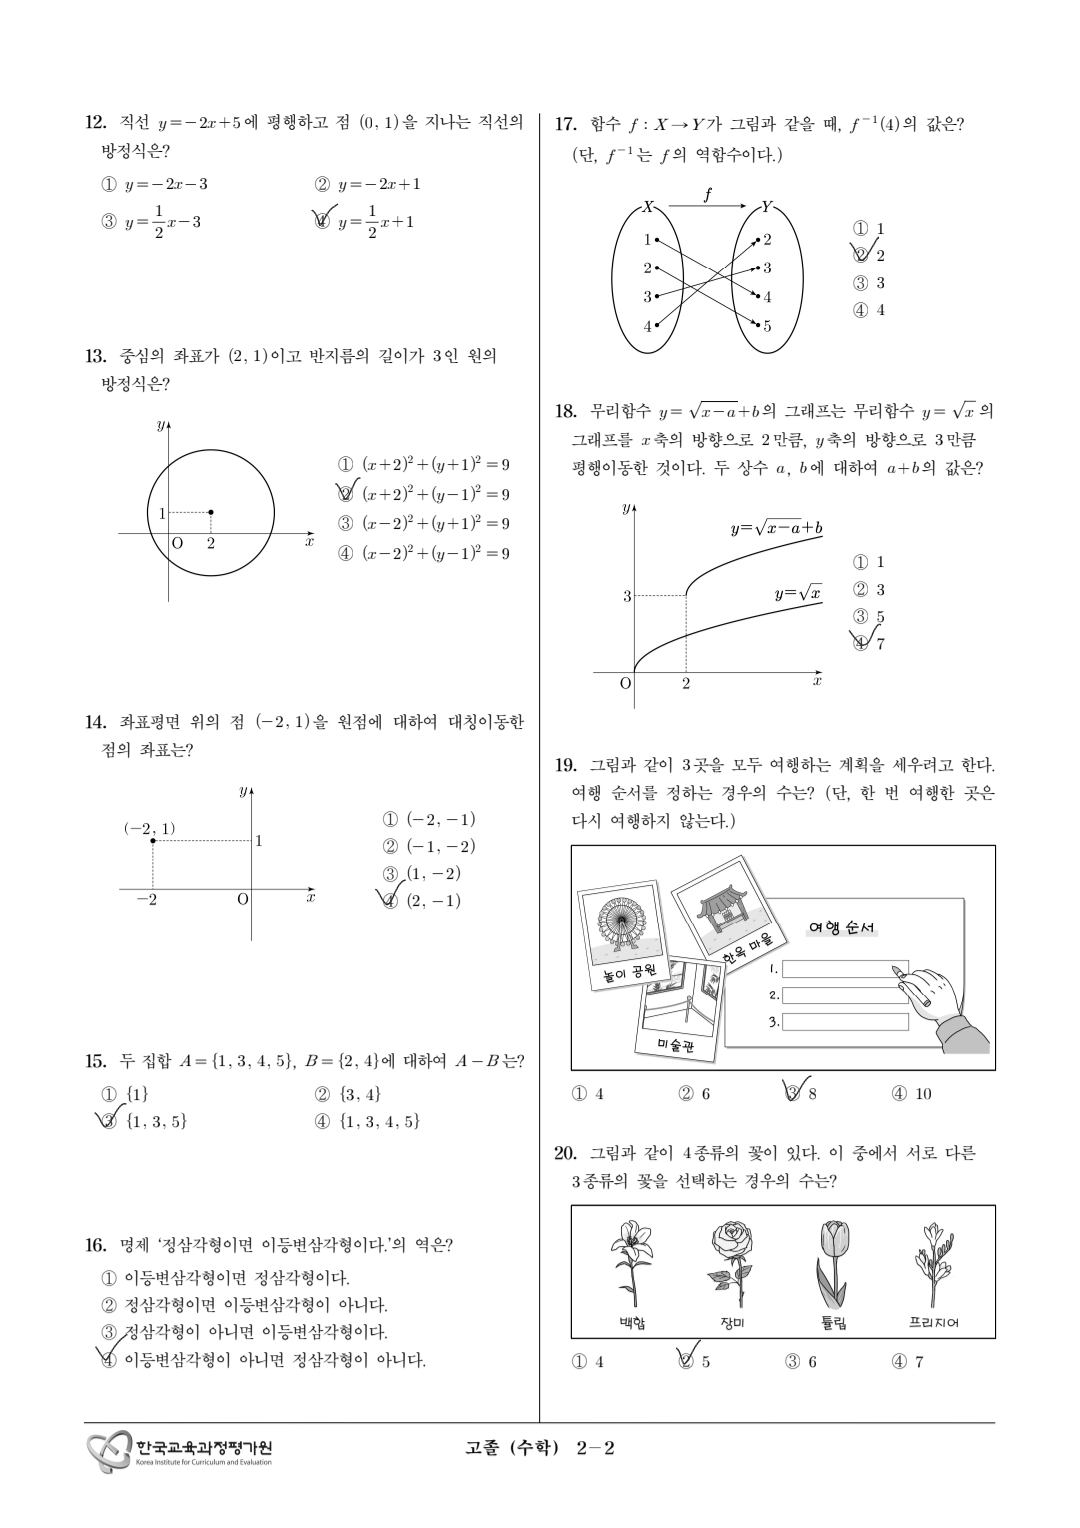 12. 직선 y=-2x+5에 평행하고 점 (0, 1)을 지나는 직선의
방정식은?
① y=-2x-3
② y=-2x+1
③ y=1/2x-3
④ y=1/2x+1
13. 중심의 좌표가 (2, 1)이고 반지름의 길이가 3인 원의
방정식은?
y
1
O
2
x
① (x+2)²+(y+1)²=9
② (x+2)²+(y-1)²=9
③ (x-2)²+(y+1)²=9
④ (x-2)²+(y-1)²=9
14. 좌표평면 위의 점 (-2, 1)을 원점에 대하여 대칭이동한
점의 좌표는?
y
(-2, 1)
1
-2
O
x
① (-2, -1)
② (-1, -2)
③ (1, -2)
④ (2, -1)
15. 두 집합 A={1, 3, 4, 5}, B={2, 4}에 대하여 A-B는?
① {1}
② {3, 4}
③ {1, 3, 5}
④ {1, 3, 4, 5}
16. 명제 ‘정삼각형이면 이등변삼각형이다.’의 역은?
① 이등변삼각형이면 정삼각형이다.
② 정삼각형이면 이등변삼각형이 아니다.
③ 정삼각형이 아니면 이등변삼각형이다.
④ 이등변삼각형이 아니면 정삼각형이 아니다.
17. 함수 f : X→Y가 그림과 같을 때, f⁻¹(4)의 값은?
(단, f⁻¹는 f의 역함수이다.)
f
X
Y
1
2
2
3
3
4
4
5
① 1
② 2
③ 3
④ 4
18. 무리함수 y=√(x-a)+b의 그래프는 무리함수 y=√x의
그래프를 x축의 방향으로 2만큼, y축의 방향으로 3만큼
평행이동한 것이다. 두 상수 a, b에 대하여 a+b의 값은?
y
y=√(x-a)+b
3
y=√x
O
2
x
① 1
② 3
③ 5
④ 7
19. 그림과 같이 3곳을 모두 여행하는 계획을 세우려고 한다.
여행 순서를 정하는 경우의 수는? (단, 한 번 여행한 곳은
다시 여행하지 않는다.)
놀이 공원
한옥 마을
미술관
여행 순서
1.
2.
3.
① 4
② 6
③ 8
④ 10
20. 그림과 같이 4종류의 꽃이 있다. 이 중에서 서로 다른
3종류의 꽃을 선택하는 경우의 수는?
백합
장미
튤립
프리지어
① 4
② 5
③ 6
④ 7
한국교육과정평가원
Korea Institute for Curriculum and Evaluation
고졸 (수학) 2-2